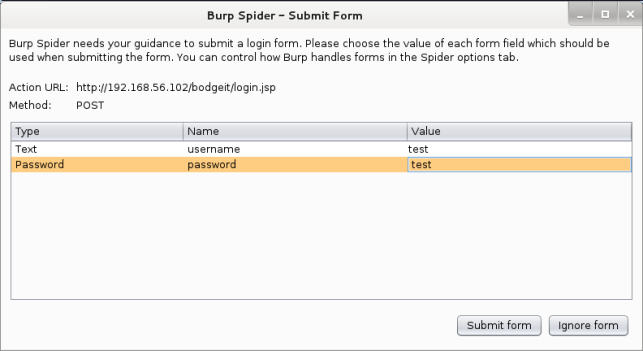 Burp Spider – Submit Form
Burp Spider needs your guidance to submit a login form. Please choose the value of each form field which should be
used when submitting the form. You can control how Burp handles forms in the Spider options tab.
Action URL: http://192.168.56.102/bodgeit/login.jsp
Method: POST
Type Name Value
Text username test
Password password test
Submit form Ignore form